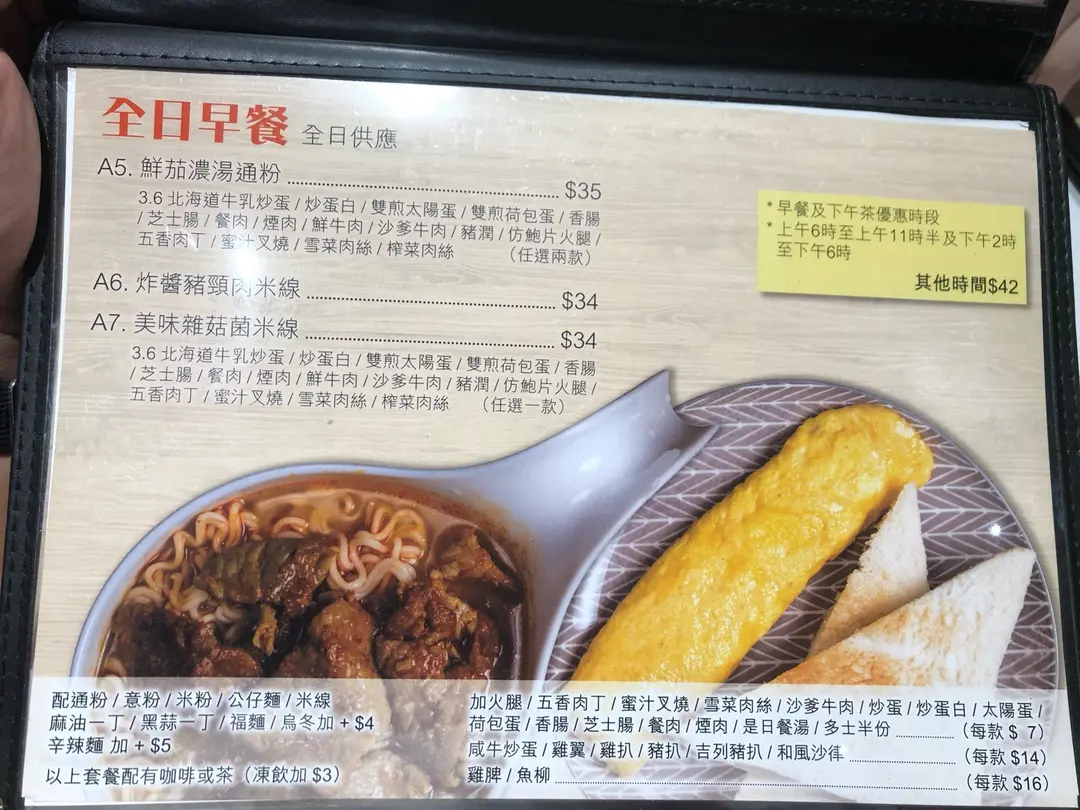 全日早餐 全日供應
A5. 鮮茄濃湯通粉 $35
3.6 北海道牛乳炒蛋 / 炒蛋白 / 雙煎太陽蛋 / 雙煎荷包蛋 / 香腸
/ 芝士腸 / 餐肉 / 煙肉 / 鮮牛肉 / 沙爹牛肉 / 豬潤 / 仿鮑片火腿 /
五香肉丁 / 蜜汁叉燒 / 雪菜肉絲 / 榨菜肉絲 （任選兩款）
A6. 炸醬豬頸肉米線 $34
A7. 美味雜菇菌米線 $34
3.6 北海道牛乳炒蛋 / 炒蛋白 / 雙煎太陽蛋 / 雙煎荷包蛋 / 香腸
/ 芝士腸 / 餐肉 / 煙肉 / 鮮牛肉 / 沙爹牛肉 / 豬潤 / 仿鮑片火腿 /
五香肉丁 / 蜜汁叉燒 / 雪菜肉絲 / 榨菜肉絲 （任選一款）
* 早餐及下午茶優惠時段
* 上午6時至上午11時半及下午2時
至下午6時
其他時間$42
配通粉 / 意粉 / 米粉 / 公仔麵 / 米線
麻油一丁 / 黑蒜一丁 / 福麵 / 烏冬加 + $4
辛辣麵 加 + $5
以上套餐配有咖啡或茶（凍飲加 $3）
加火腿 / 五香肉丁 / 蜜汁叉燒 / 雪菜肉絲 / 沙爹牛肉 / 炒蛋 / 炒蛋白 / 太陽蛋 /
荷包蛋 / 香腸 / 芝士腸 / 餐肉 / 煙肉 / 是日餐湯 / 多士半份 （每款 $ 7）
咸牛炒蛋 / 雞翼 / 雞扒 / 豬扒 / 吉列豬扒 / 和風沙律 （每款 $14）
雞脾 / 魚柳 （每款 $16）